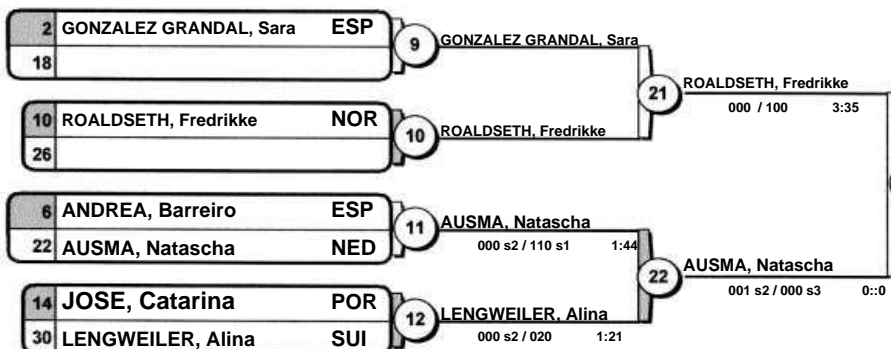 2 GONZALEZ GRANDAL, Sara ESP
18
9
GONZALEZ GRANDAL, Sara
10 ROALDSETH, Fredrikke NOR
26
10
ROALDSETH, Fredrikke
21
ROALDSETH, Fredrikke
000 / 100 3:35
6 ANDREA, Barreiro ESP
22 AUSMA, Natascha NED
11
AUSMA, Natascha
000 s2 / 110 s1 1:44
14 JOSE, Catarina POR
30 LENGWEILER, Alina SUI
12
LENGWEILER, Alina
000 s2 / 020 1:21
22
AUSMA, Natascha
001 s2 / 000 s3 0::0